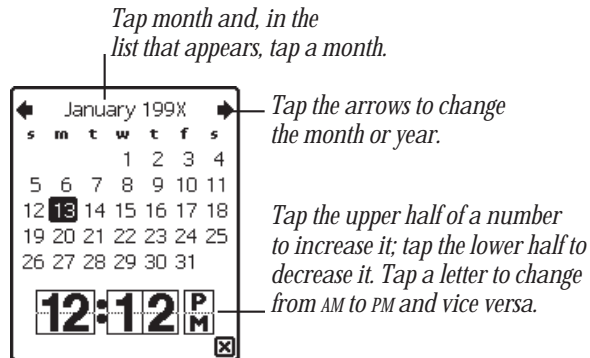 Tap month and, in the
list that appears, tap a month.
January 199X
s m t w t f s
1 2 3 4
5 6 7 8 9 10 11
12 13 14 15 16 17 18
19 20 21 22 23 24 25
26 27 28 29 30 31
12:12 PM
Tap the arrows to change
the month or year.
Tap the upper half of a number
to increase it; tap the lower half to
decrease it. Tap a letter to change
from AM to PM and vice versa.